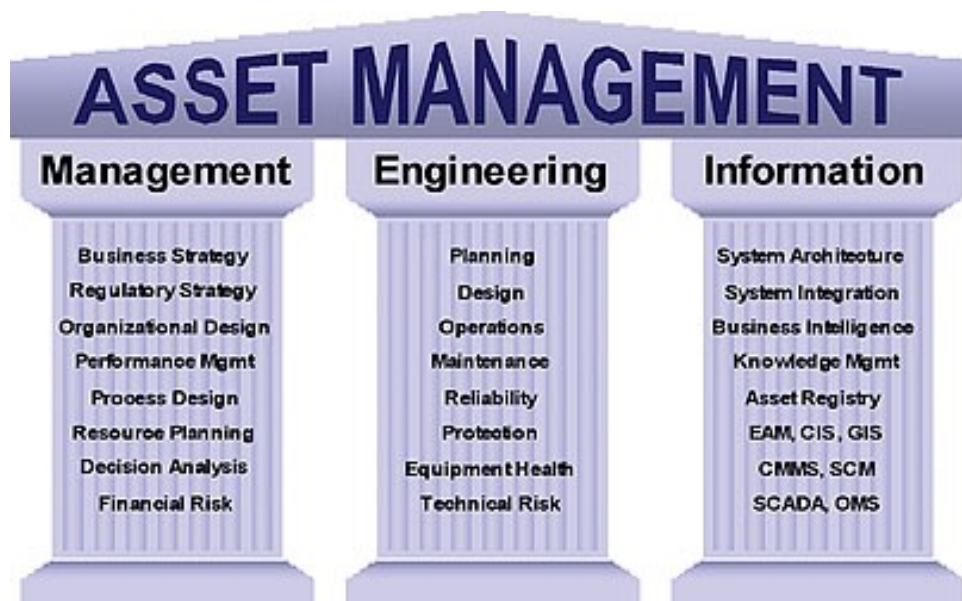 ASSET MANAGEMENT
Management
Business Strategy
Regulatory Strategy
Organizational Design
Performance Mgmt
Process Design
Resource Planning
Decision Analysis
Financial Risk
Engineering
Planning
Design
Operations
Maintenance
Reliability
Protection
Equipment Health
Technical Risk
Information
System Architecture
System Integration
Business Intelligence
Knowledge Mgmt
Asset Registry
EAM, CIS, GIS
CMMS, SCM
SCADA, OMS